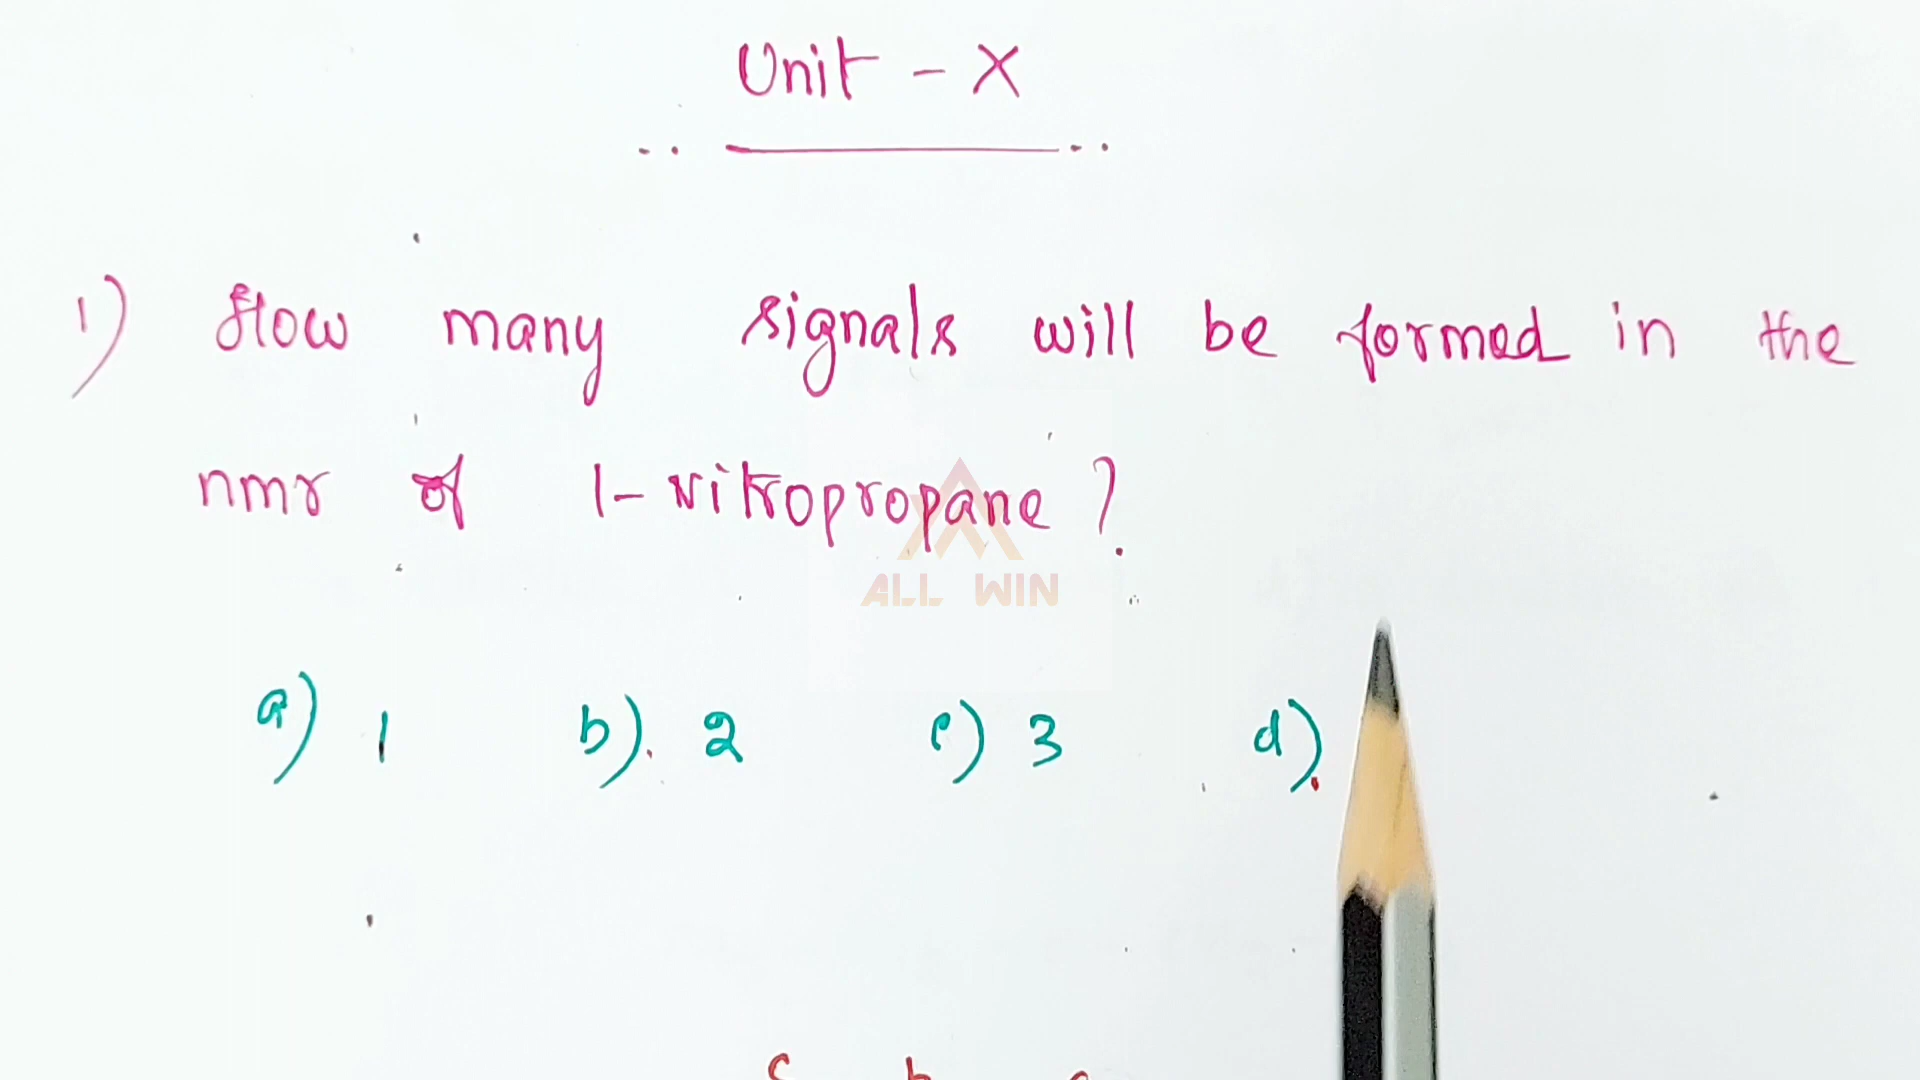 Unit - X
1) How many signals will be formed in the
nmr of 1-Nitropropane ?
ALL WIN
a) 1 b). 2 c) 3 d).